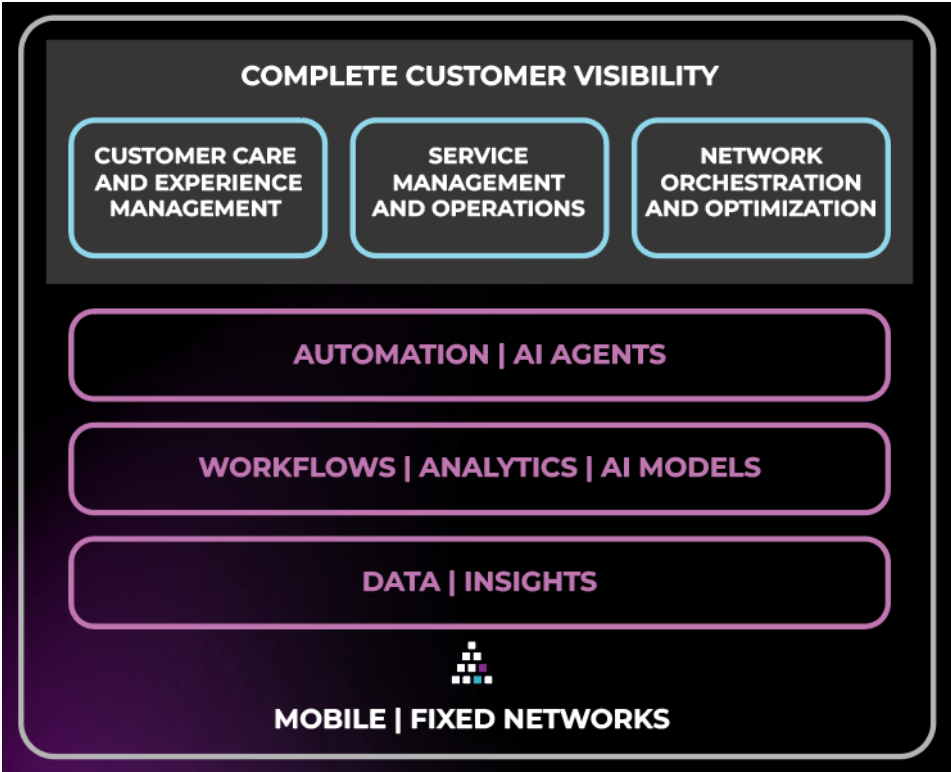 COMPLETE CUSTOMER VISIBILITY
CUSTOMER CARE
AND EXPERIENCE
MANAGEMENT
SERVICE
MANAGEMENT
AND OPERATIONS
NETWORK
ORCHESTRATION
AND OPTIMIZATION
AUTOMATION | AI AGENTS
WORKFLOWS | ANALYTICS | AI MODELS
DATA | INSIGHTS
MOBILE | FIXED NETWORKS